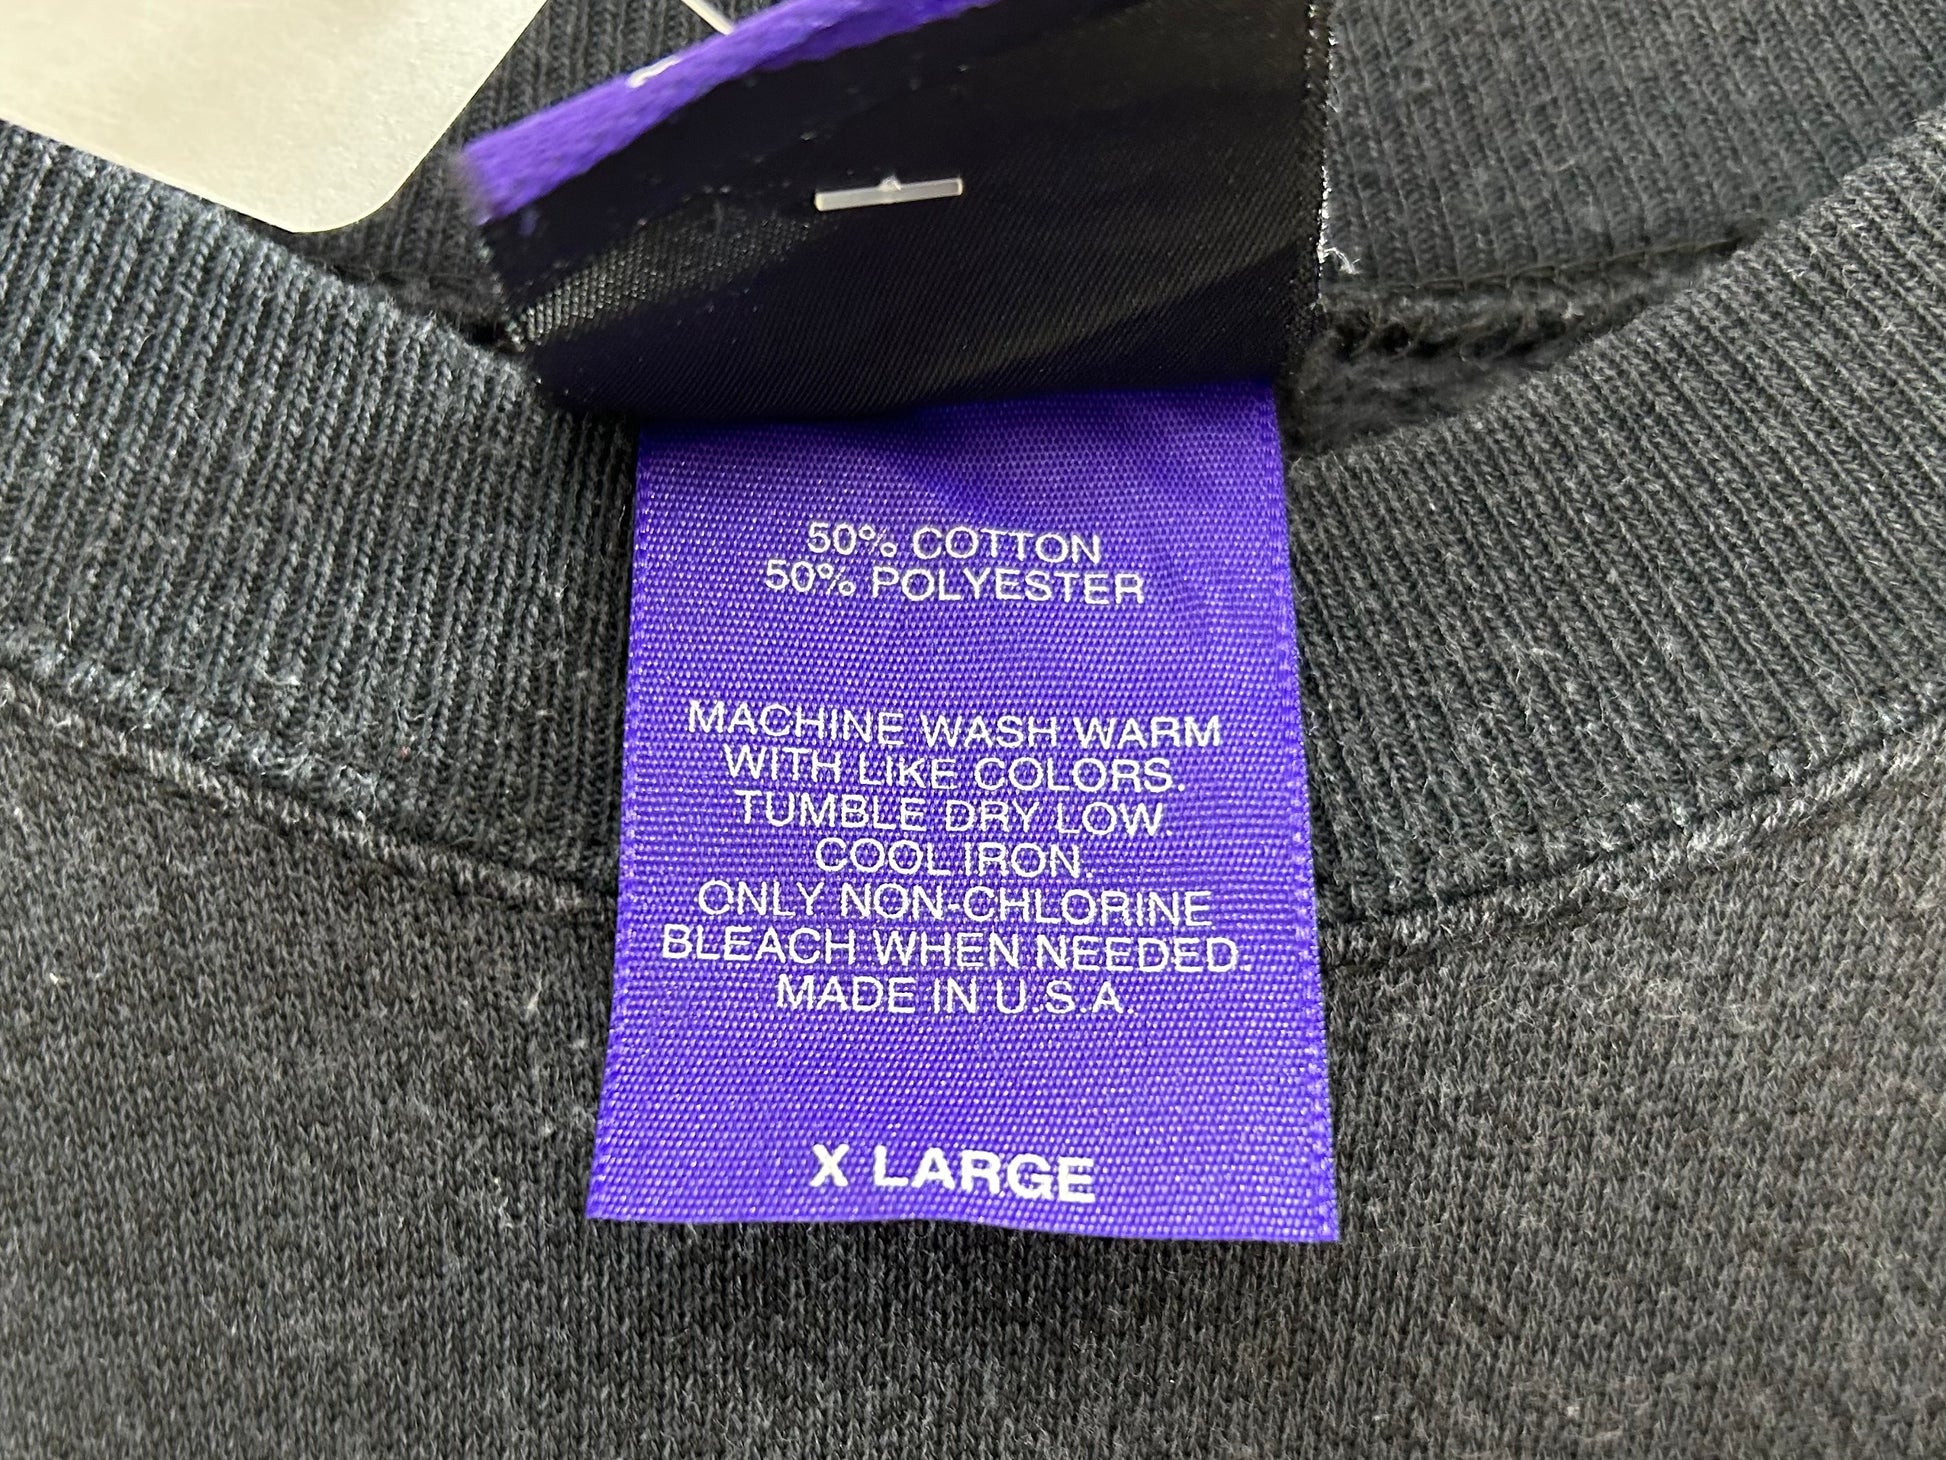 50% COTTON
50% POLYESTER
MACHINE WASH WARM
WITH LIKE COLORS.
TUMBLE DRY LOW.
COOL IRON.
ONLY NON-CHLORINE
BLEACH WHEN NEEDED.
MADE IN U.S.A.
X LARGE